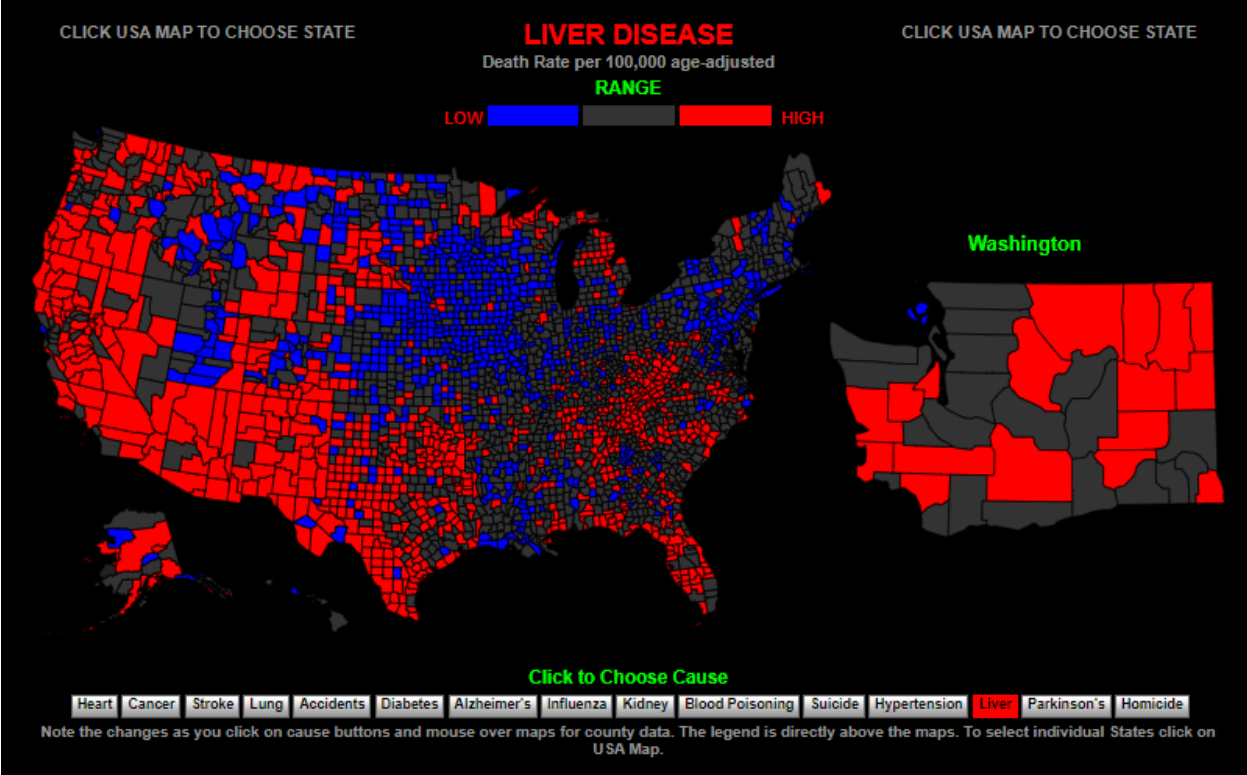 CLICK USA MAP TO CHOOSE STATE
LIVER DISEASE
CLICK USA MAP TO CHOOSE STATE
Death Rate per 100,000 age-adjusted
RANGE
LOW
HIGH
Washington
Click to Choose Cause
Heart Cancer Stroke Lung Accidents Diabetes Alzheimer's Influenza Kidney Blood Poisoning Suicide Hypertension Liver Parkinson's Homicide
Note the changes as you click on cause buttons and mouse over maps for county data. The legend is directly above the maps. To select individual States click on
USA Map.